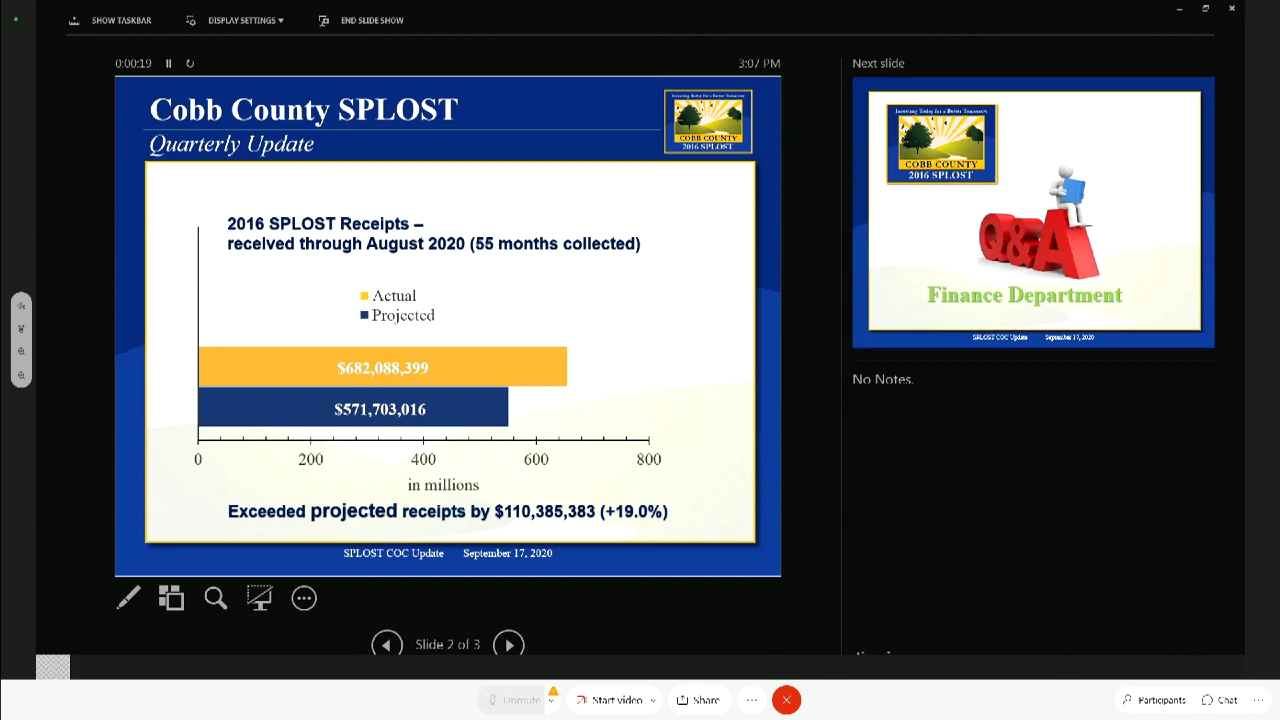 SHOW TASKBAR
DISPLAY SETTINGS
END SLIDE SHOW
0:00:19
3:07 PM
Next slide
Cobb County SPLOST
Quarterly Update
Investing Today for a Better Tomorrow
COBB COUNTY
2016 SPLOST
2016 SPLOST Receipts –
received through August 2020 (55 months collected)
Actual
Projected
$682,088,399
$571,703,016
0 200 400 600 800
in millions
Exceeded projected receipts by $110,385,383 (+19.0%)
SPLOST COC Update September 17, 2020
Investing Today for a Better Tomorrow
COBB COUNTY
2016 SPLOST
Q&A
Finance Department
SPLOST COC Update September 17, 2020
No Notes.
Slide 2 of 3
Unmute
Start video
Share
Participants
Chat